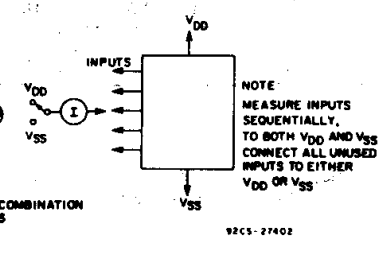 VDD
INPUTS
VDD
I
VSS
NOTE
MEASURE INPUTS
SEQUENTIALLY,
TO BOTH VDD AND VSS
CONNECT ALL UNUSED
INPUTS TO EITHER
VDD OR VSS
VSS
COMBINATION
S
92CS-27402